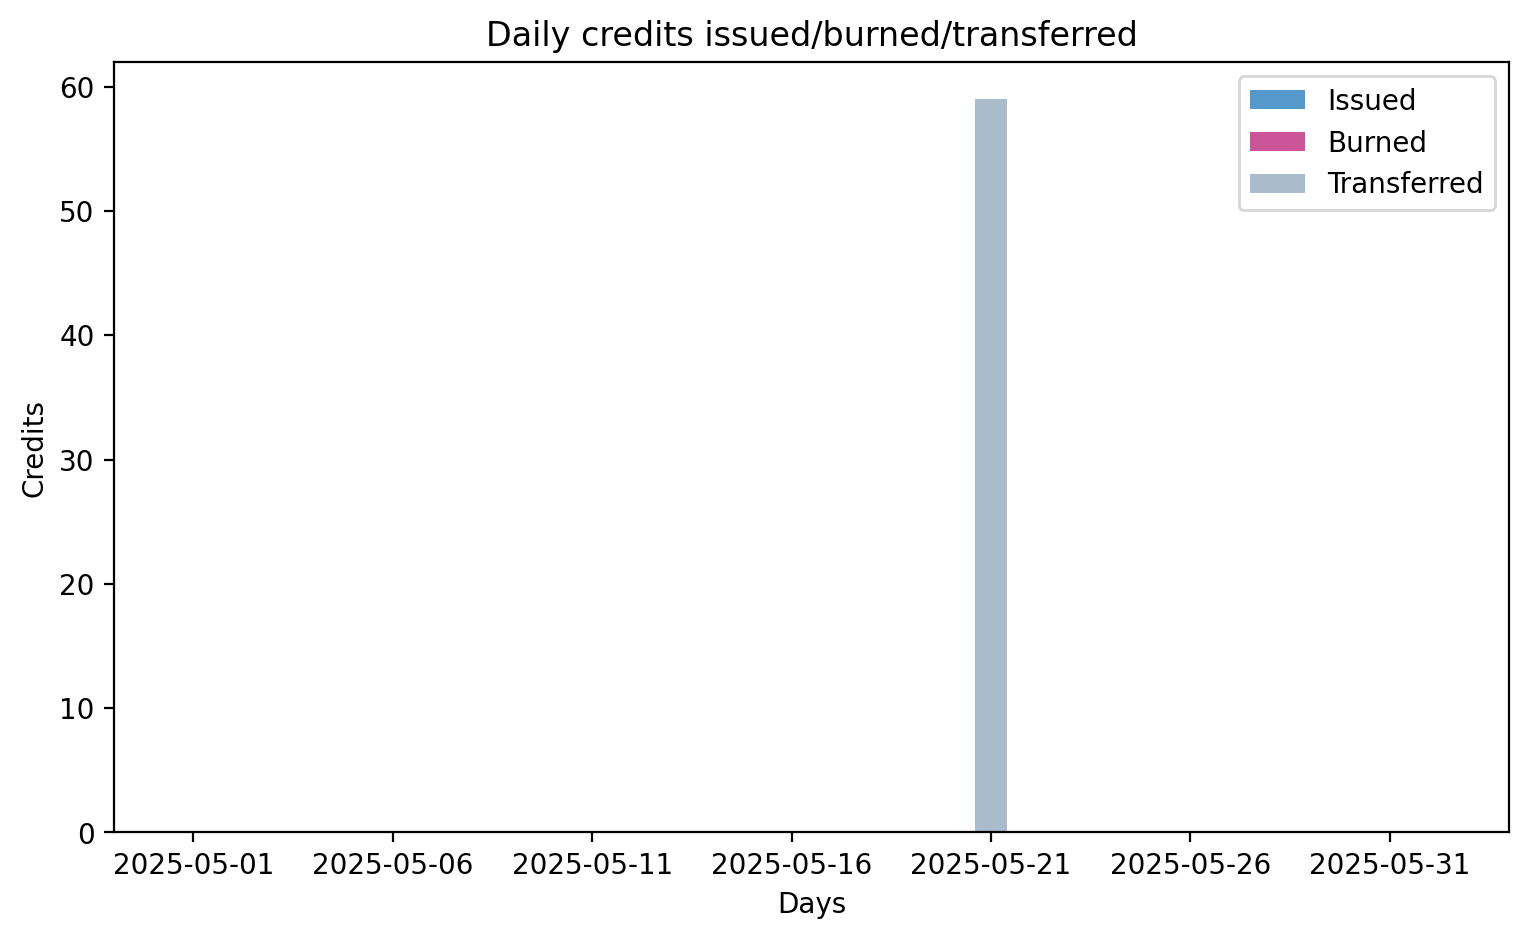 Daily credits issued/burned/transferred
Issued
Burned
Transferred
60
50
40
30
20
10
0
Credits
2025-05-01 2025-05-06 2025-05-11 2025-05-16 2025-05-21 2025-05-26 2025-05-31
Days